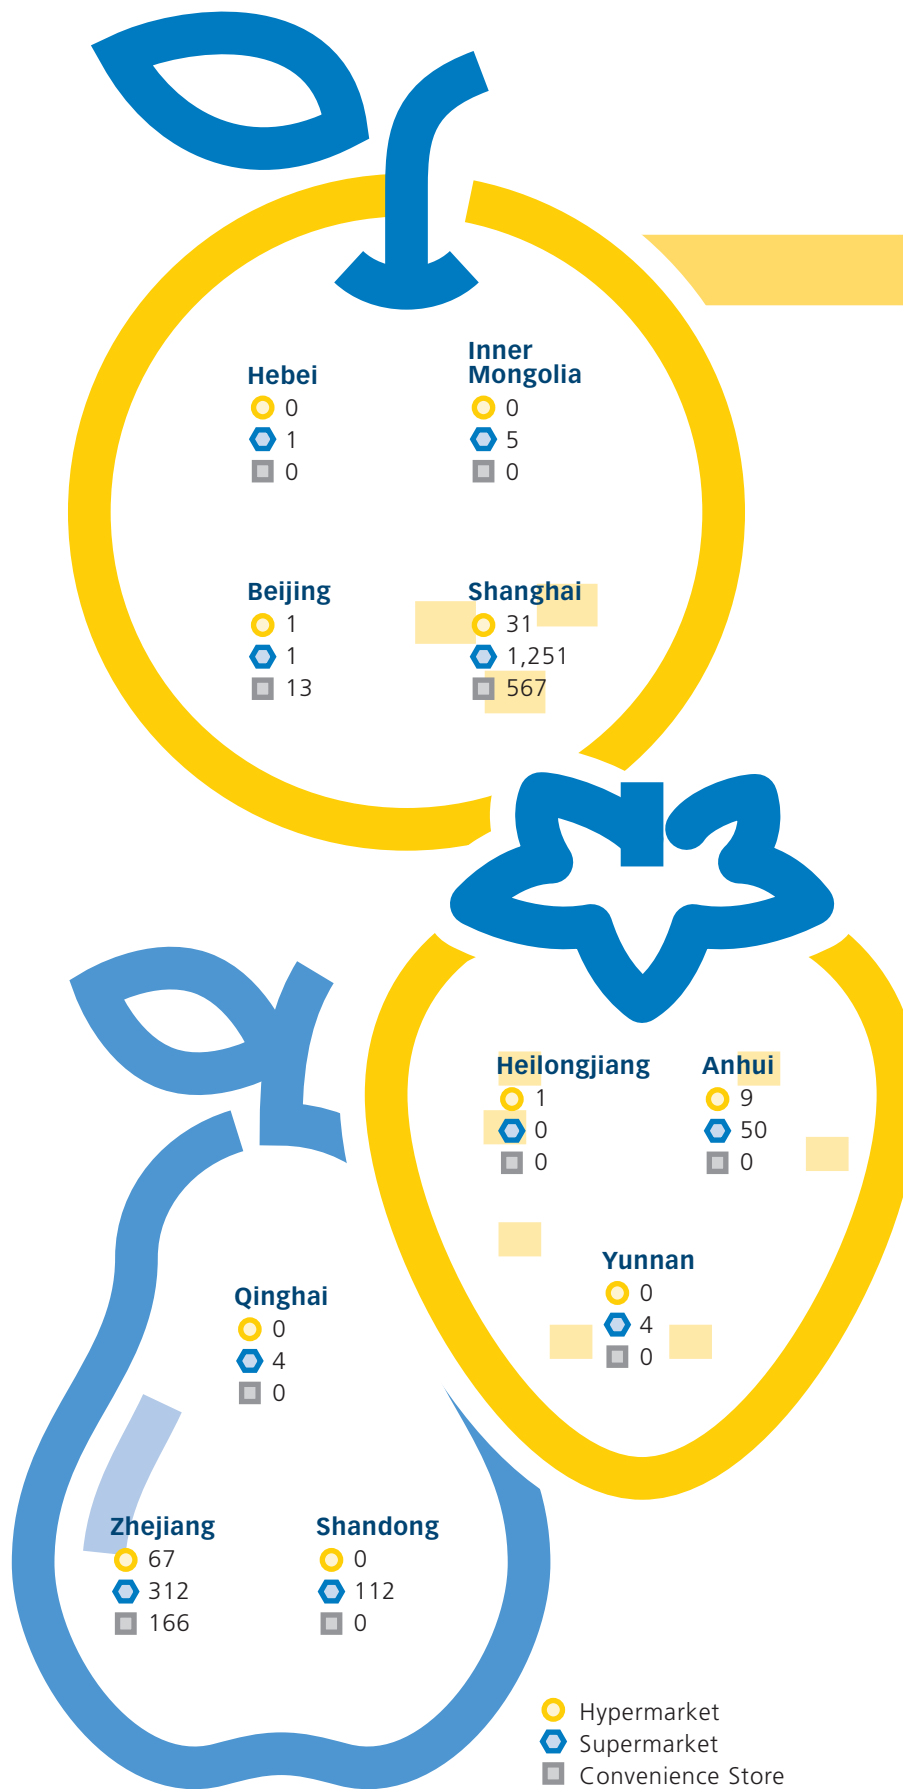 Hebei
0
1
0
Inner
Mongolia
0
5
0
Beijing
1
1
13
Shanghai
31
1,251
567
Heilongjiang
1
0
0
Anhui
9
50
0
Yunnan
0
4
0
Qinghai
0
4
0
Zhejiang
67
312
166
Shandong
0
112
0
Hypermarket
Supermarket
Convenience Store